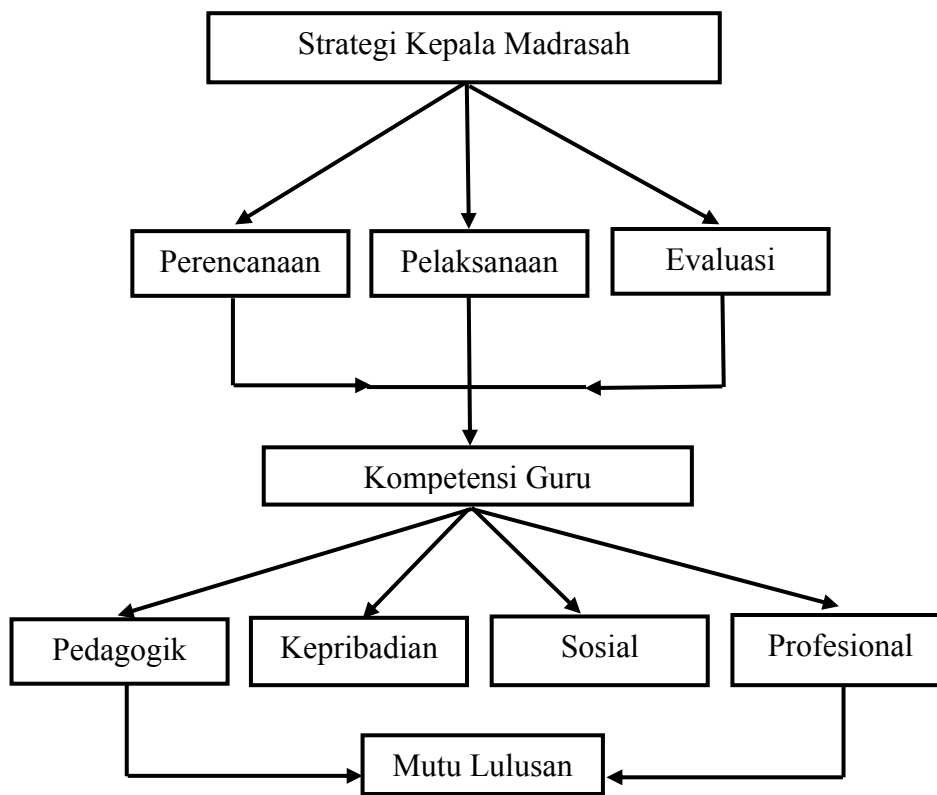 Strategi Kepala Madrasah
Perencanaan
Pelaksanaan
Evaluasi
Kompetensi Guru
Pedagogik
Kepribadian
Sosial
Profesional
Mutu Lulusan